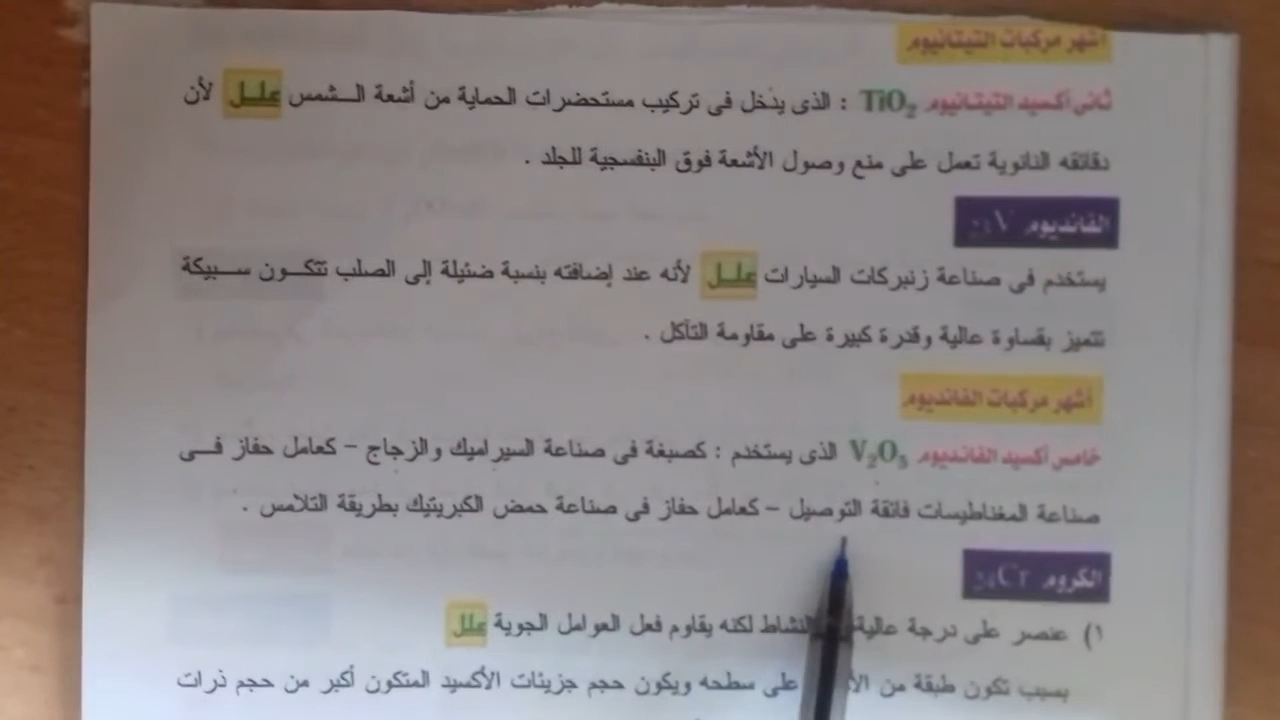 أشهر مركبات التيتانيوم
ثانى أكسيد التيتانيوم TiO₂ : الذى يدخل فى تركيب مستحضرات الحماية من أشعة الشمس علل لأن
دقائقه النانوية تعمل على منع وصول الأشعة فوق البنفسجية للجلد .
الفانديوم ₂₃V
يستخدم فى صناعة زنبركات السيارات علل لأنه عند إضافته بنسبة ضئيلة إلى الصلب تتكون سبيكة
تتميز بقساوة عالية وقدرة كبيرة على مقاومة التآكل .
أشهر مركبات الفانديوم
خامس أكسيد الفانديوم V₂O₅ الذى يستخدم : كصبغة فى صناعة السيراميك والزجاج – كعامل حفاز فى
صناعة المغناطيسات فائقة التوصيل – كعامل حفاز فى صناعة حمض الكبريتيك بطريقة التلامس .
الكروم ₂₄Cr
١) عنصر على درجة عالية النشاط لكنه يقاوم فعل العوامل الجوية علل
بسبب تكون طبقة من على سطحه ويكون حجم جزيئات الأكسيد المتكون أكبر من حجم ذرات